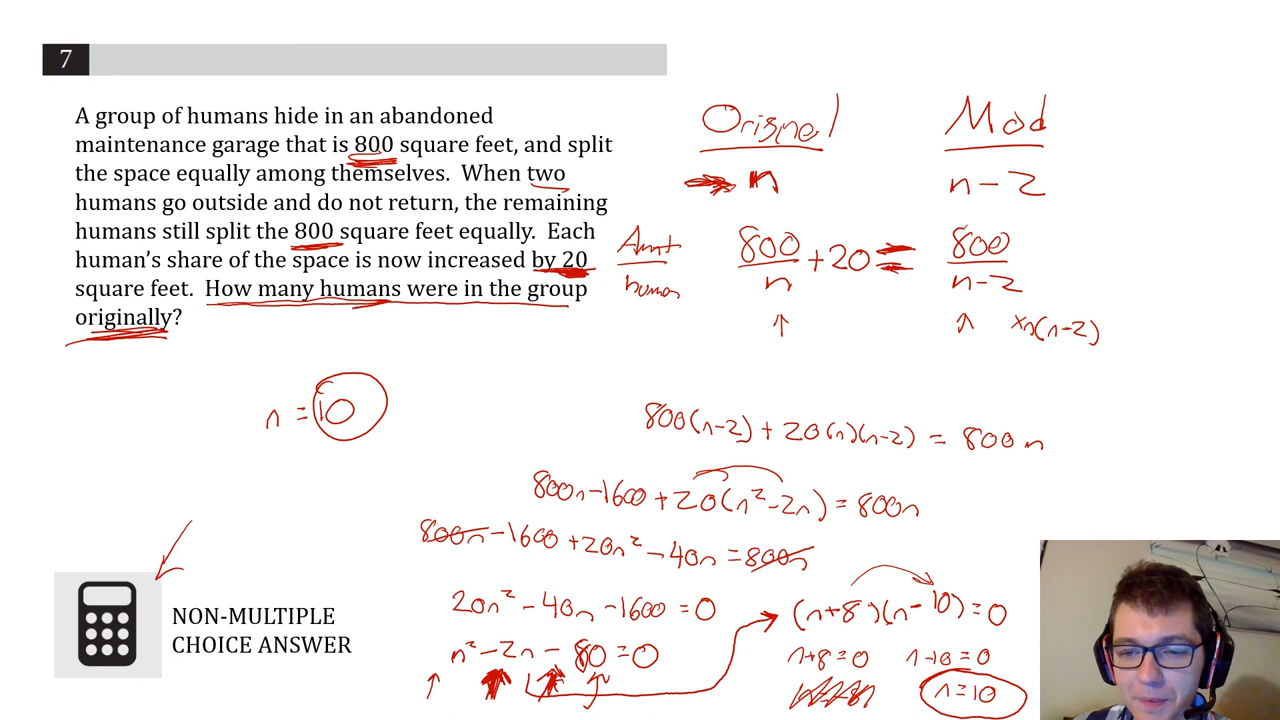 7
A group of humans hide in an abandoned
maintenance garage that is 800 square feet, and split
the space equally among themselves. When two
humans go outside and do not return, the remaining
humans still split the 800 square feet equally. Each
human's share of the space is now increased by 20
square feet. How many humans were in the group
originally?
Original Mod
n n-2
Amt/human 800/n + 20 = 800/(n-2)
×n(n-2)
n = 10
800(n-2) + 20(n)(n-2) = 800n
800n-1600 + 20(n²-2n) = 800n
800n -1600 + 20n² - 40n = 800n
20n² - 40n - 1600 = 0
n² - 2n - 80 = 0
(n+8)(n-10) = 0
n+8=0 n-10=0
n=10
NON-MULTIPLE
CHOICE ANSWER